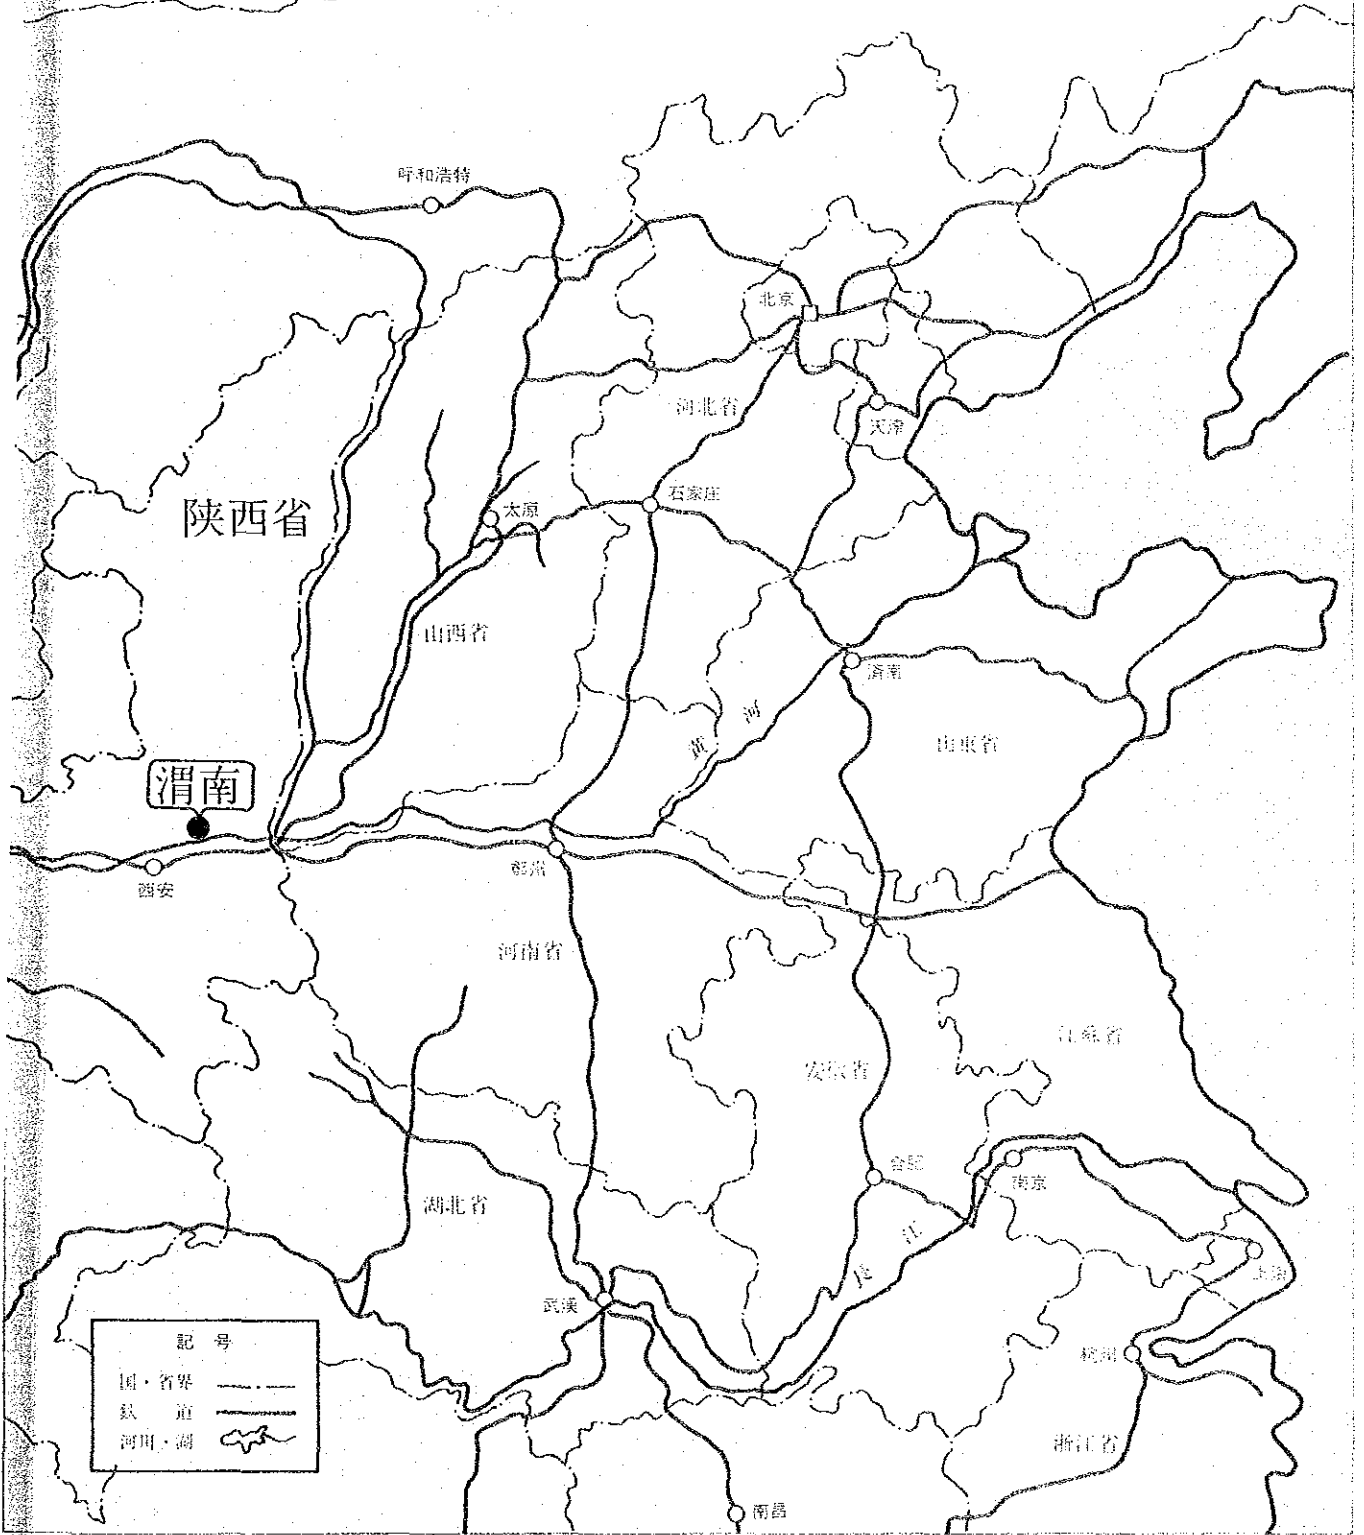 呼和浩特
北京
河北省
天津
陕西省
石家庄
太原
山西省
済南
河
黄
山東省
渭南
鄭州
西安
河南省
江蘇省
安徽省
合肥
南京
湖北省
江
長
上海
武漢
杭州
記 号
国・省界
鉄 道
河川・湖
浙江省
南昌